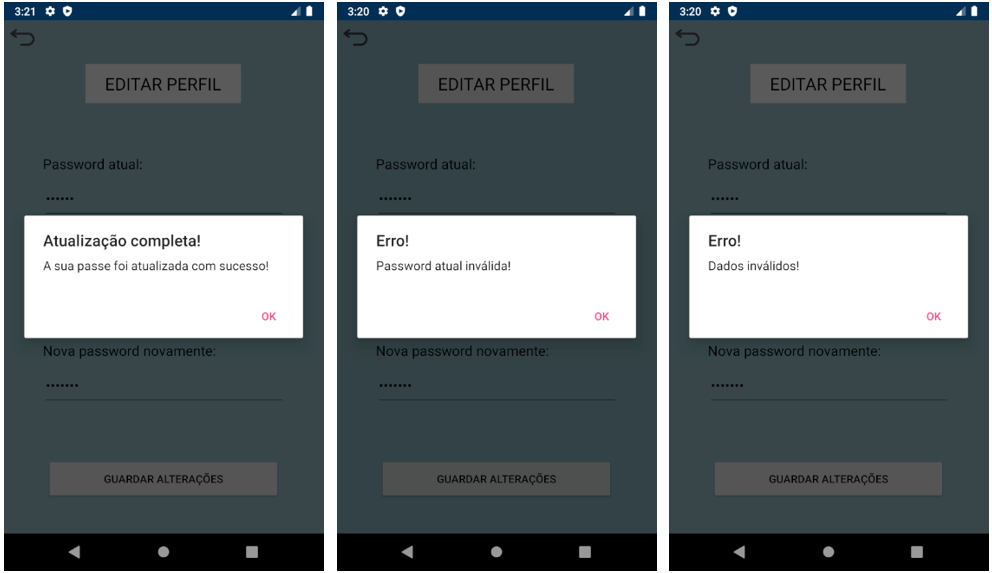 3:21
EDITAR PERFIL
Password atual:
••••••
Atualização completa!
A sua passe foi atualizada com sucesso!
OK
Nova password novamente:
•••••••
GUARDAR ALTERAÇÕES
3:20
EDITAR PERFIL
Password atual:
•••••••
Erro!
Password atual inválida!
OK
Nova password novamente:
•••••••
GUARDAR ALTERAÇÕES
3:20
EDITAR PERFIL
Password atual:
••••••
Erro!
Dados inválidos!
OK
Nova password novamente:
•••••••
GUARDAR ALTERAÇÕES